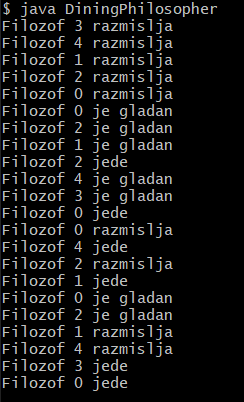 $ java DiningPhilosopher
Filozof 3 razmislja
Filozof 4 razmislja
Filozof 1 razmislja
Filozof 2 razmislja
Filozof 0 razmislja
Filozof 0 je gladan
Filozof 2 je gladan
Filozof 1 je gladan
Filozof 2 jede
Filozof 4 je gladan
Filozof 3 je gladan
Filozof 0 jede
Filozof 0 razmislja
Filozof 4 jede
Filozof 2 razmislja
Filozof 1 jede
Filozof 0 je gladan
Filozof 2 je gladan
Filozof 1 razmislja
Filozof 4 razmislja
Filozof 3 jede
Filozof 0 jede